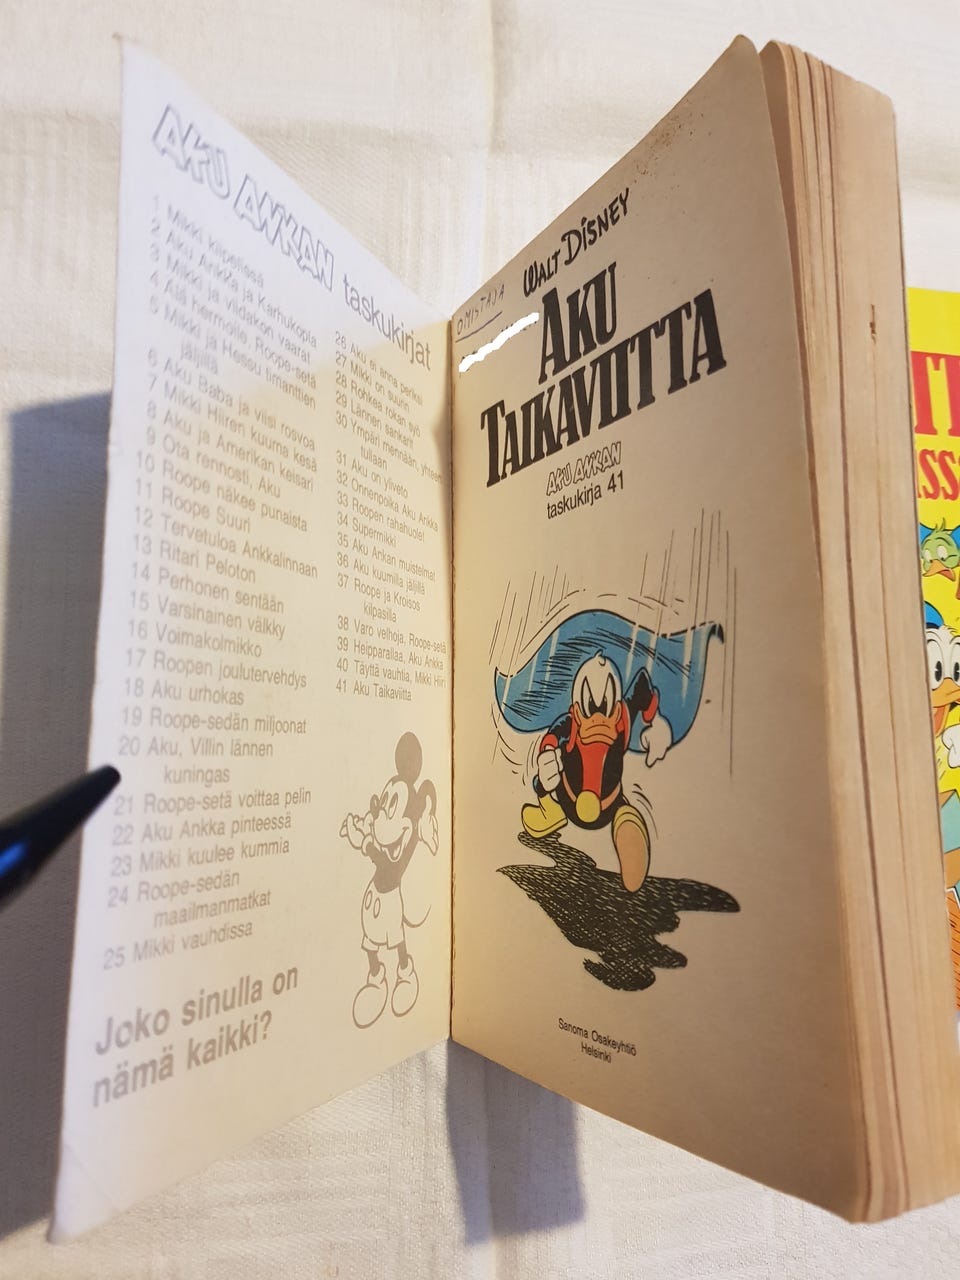 AKU ANKAN taskukirjat
1 Mikki kiipelissä
2 Aku Ankka ja Karhukopla
3 Mikki ja viidakon vaarat
4 Älä hermoile, Roope-setä
5 Mikki ja Hessu timanttien
jäljillä
6 Aku Baba ja viisi rosvoa
7 Mikki Hiiren kuuma kesä
8 Aku ja Amerikan keisari
9 Ota rennosti, Aku
10 Roope näkee punaista
11 Roope Suuri
12 Tervetuloa Ankkalinnaan
13 Ritari Peloton
14 Perhonen sentään
15 Varsinainen välkky
16 Voimakolmikko
17 Roopen joulutervehdys
18 Aku urhokas
19 Roope-sedän miljoonat
20 Aku, Villin lännen
kuningas
21 Roope-setä voittaa pelin
22 Aku Ankka pinteessä
23 Mikki kuulee kummia
24 Roope-sedän
maailmanmatkat
25 Mikki vauhdissa
26 Aku ei anna periksi
27 Mikki on suurin
28 Rohkea rokan syö
29 Lännen sankarit
30 Ympäri mennään, yhteen
tullaan
31 Aku on yliveto
32 Onnenpoika Aku Ankka
33 Roopen rahahuolet
34 Supermikki
35 Aku Ankan muistelmat
36 Aku kuumilla jäljillä
37 Roope ja Kroisos
kilpasilla
38 Varo velhoja, Roope-setä
39 Heipparallaa, Aku Ankka
40 Täyttä vauhtia, Mikki Hiiri
41 Aku Taikaviitta
Joko sinulla on
nämä kaikki?
OMISTAJA
WALT DISNEY
AKU
TAIKAVIITTA
AKU ANKAN
taskukirja 41
Sanoma Osakeyhtiö
Helsinki